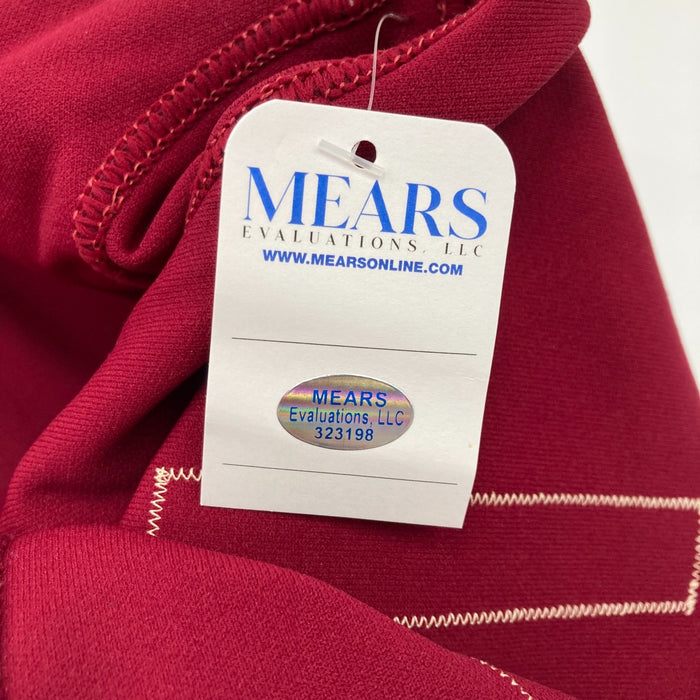 MEARS
EVALUATIONS, LLC
WWW.MEARSONLINE.COM
MEARS
Evaluations, LLC
323198